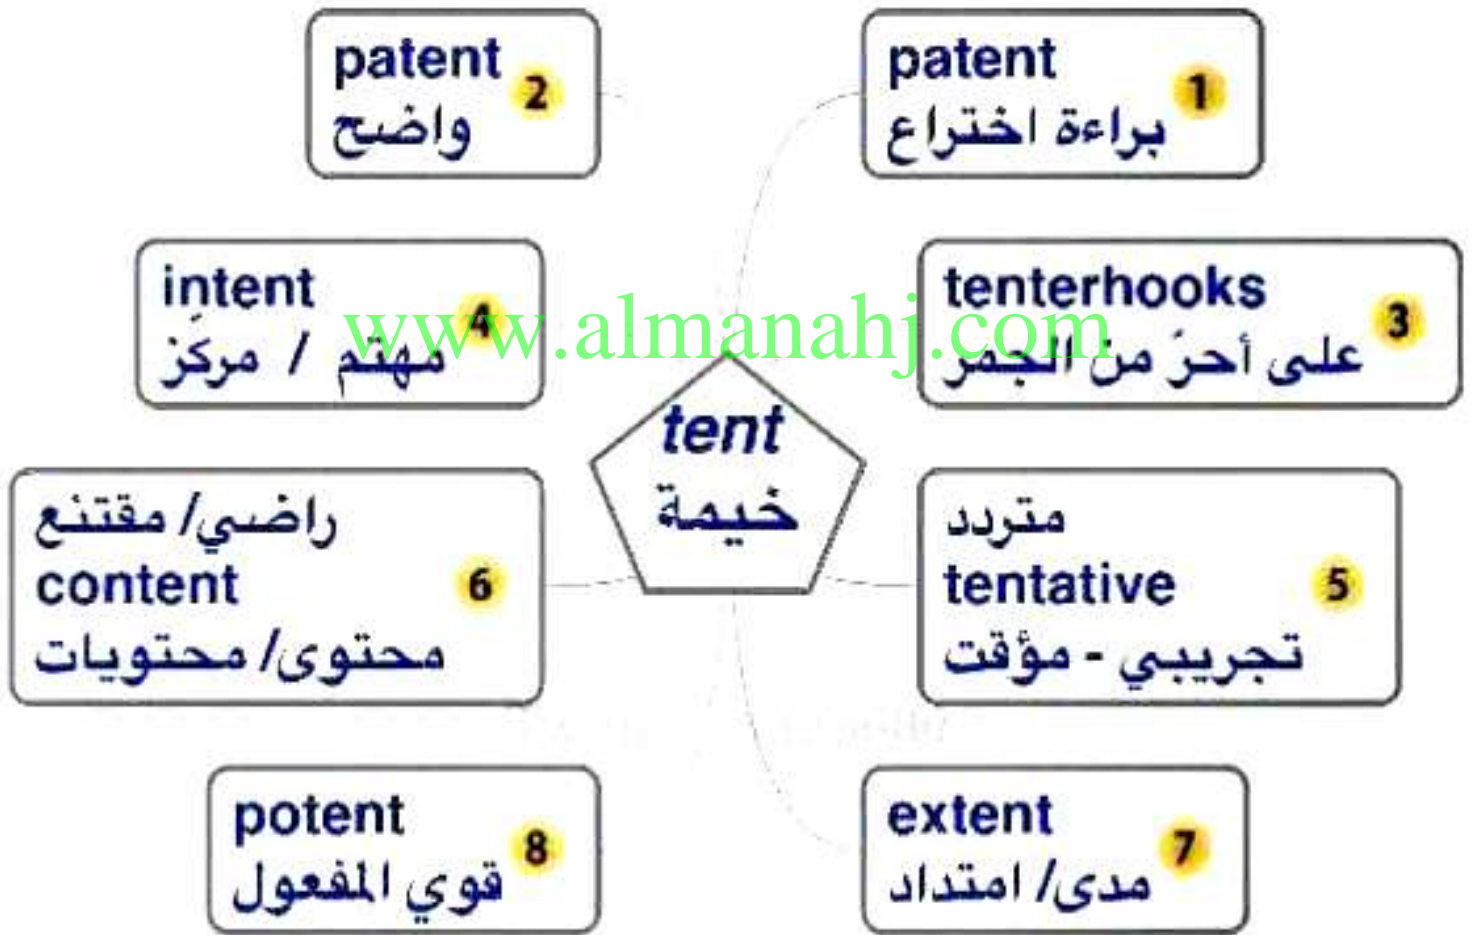 patent
براءة اختراع
1
patent
واضح
2
tenterhooks
على أحرّ من الجمر
3
intent
مهتم / مركّز
4
www.almanahj.com
tent
خيمة
متردد
tentative
تجريبي - مؤقت
5
راضي/ مقتنع
content
محتوى/ محتويات
6
extent
مدى/ امتداد
7
potent
قوي المفعول
8